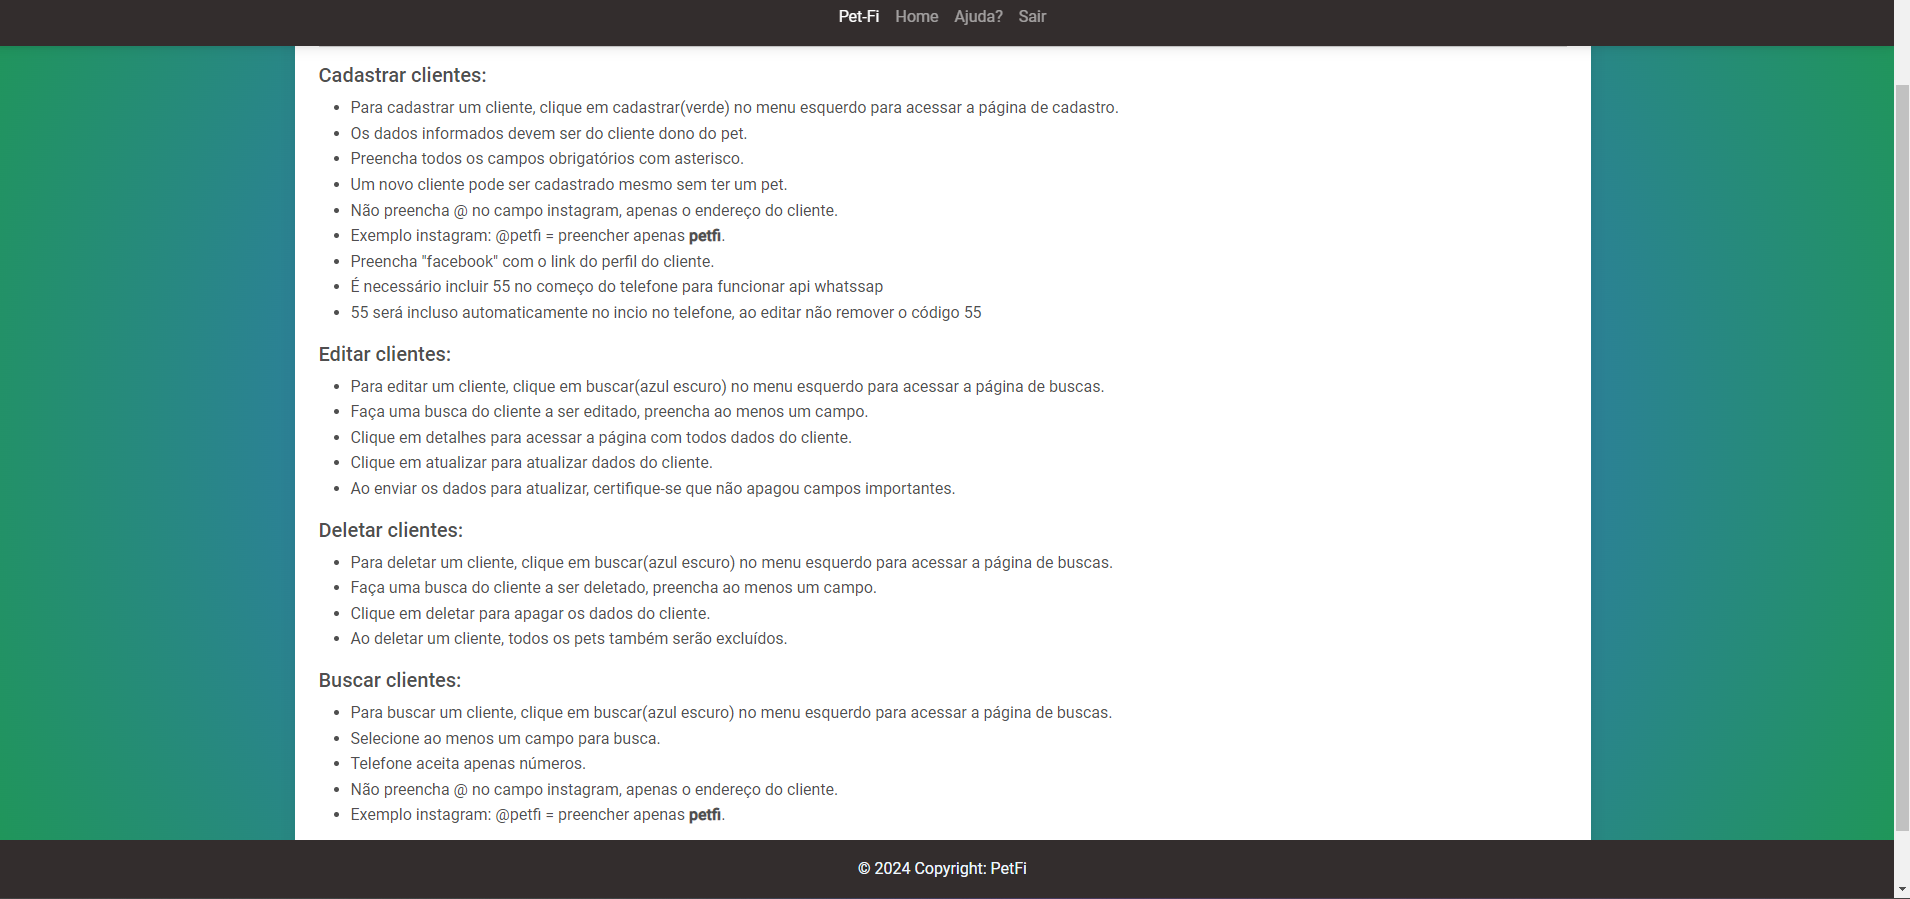 Pet-Fi Home Ajuda? Sair
Cadastrar clientes:
• Para cadastrar um cliente, clique em cadastrar(verde) no menu esquerdo para acessar a página de cadastro.
• Os dados informados devem ser do cliente dono do pet.
• Preencha todos os campos obrigatórios com asterisco.
• Um novo cliente pode ser cadastrado mesmo sem ter um pet.
• Não preencha @ no campo instagram, apenas o endereço do cliente.
• Exemplo instagram: @petfi = preencher apenas petfi.
• Preencha "facebook" com o link do perfil do cliente.
• É necessário incluir 55 no começo do telefone para funcionar api whatssap
• 55 será incluso automaticamente no incio no telefone, ao editar não remover o código 55
Editar clientes:
• Para editar um cliente, clique em buscar(azul escuro) no menu esquerdo para acessar a página de buscas.
• Faça uma busca do cliente a ser editado, preencha ao menos um campo.
• Clique em detalhes para acessar a página com todos dados do cliente.
• Clique em atualizar para atualizar dados do cliente.
• Ao enviar os dados para atualizar, certifique-se que não apagou campos importantes.
Deletar clientes:
• Para deletar um cliente, clique em buscar(azul escuro) no menu esquerdo para acessar a página de buscas.
• Faça uma busca do cliente a ser deletado, preencha ao menos um campo.
• Clique em deletar para apagar os dados do cliente.
• Ao deletar um cliente, todos os pets também serão excluídos.
Buscar clientes:
• Para buscar um cliente, clique em buscar(azul escuro) no menu esquerdo para acessar a página de buscas.
• Selecione ao menos um campo para busca.
• Telefone aceita apenas números.
• Não preencha @ no campo instagram, apenas o endereço do cliente.
• Exemplo instagram: @petfi = preencher apenas petfi.
© 2024 Copyright: PetFi